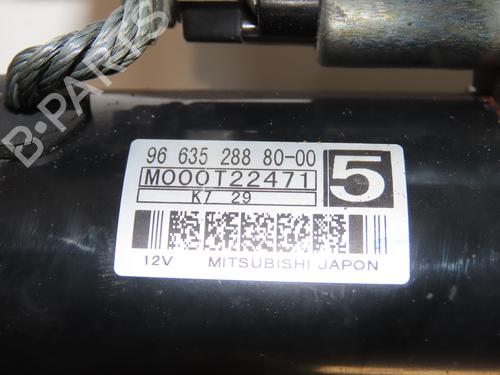 B-PARTS
96 635 288 80-00
M000T22471
5
K7 29
12V MITSUBISHI JAPON